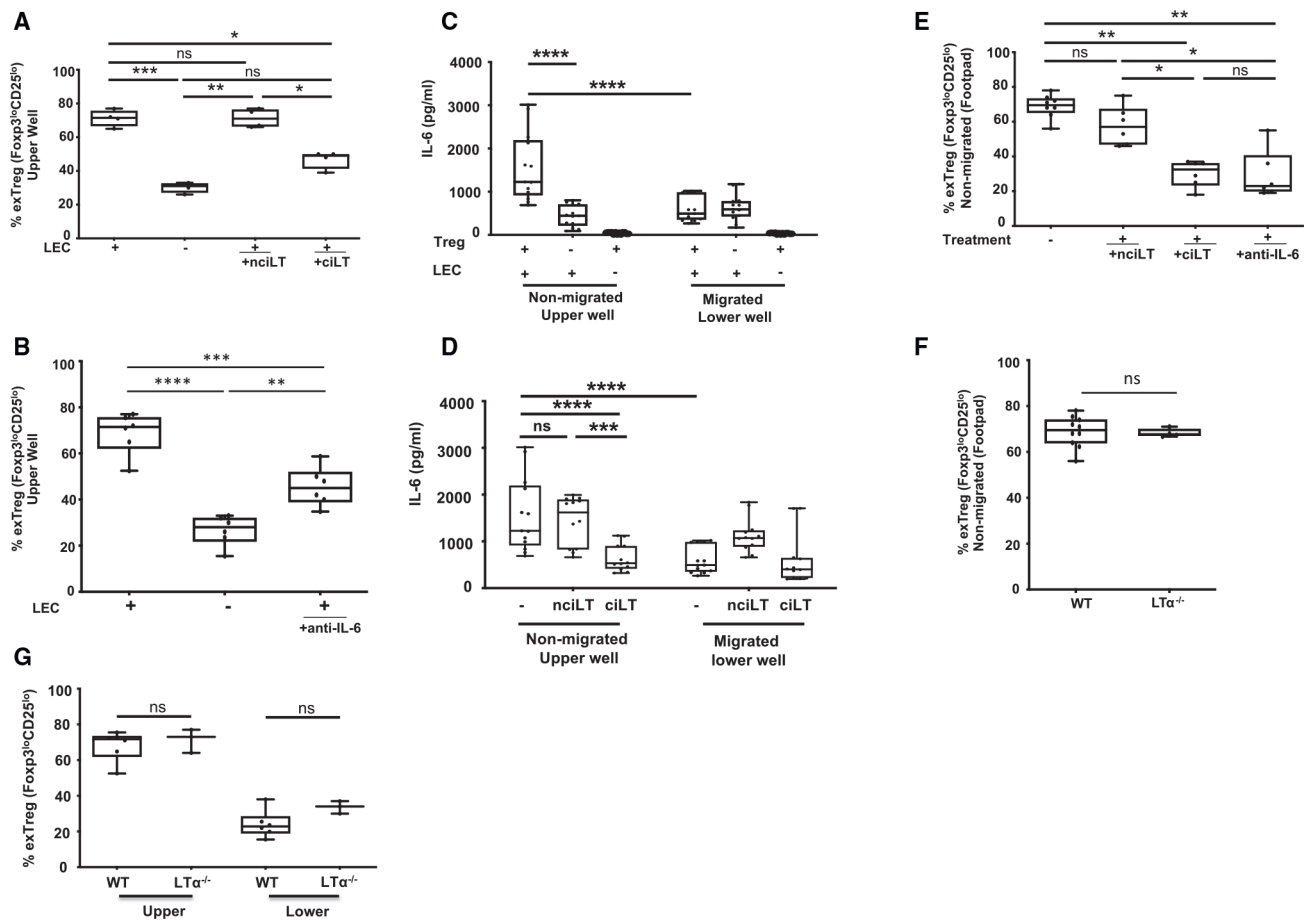 A
% exTreg (Foxp3ˡᵒCD25ˡᵒ)
Upper Well
*
ns
*** ns
** *
100
80
60
40
20
0
LEC + - + +
+nciLT +ciLT
B
% exTreg (Foxp3ˡᵒCD25ˡᵒ)
Upper Well
***
**** **
100
80
60
40
20
0
LEC + - +
+anti-IL-6
C
IL-6 (pg/ml)
****
****
4000
3000
2000
1000
0
Treg + - + + - +
LEC + + - + + -
Non-migrated Migrated
Upper well Lower well
D
IL-6 (pg/ml)
****
****
ns ***
4000
3000
2000
1000
0
- nciLT ciLT - nciLT ciLT
Non-migrated Migrated
Upper well lower well
E
% exTreg (Foxp3ˡᵒCD25ˡᵒ)
Non-migrated (Footpad)
**
**
ns *
* ns
100
80
60
40
20
0
Treatment - + + +
+nciLT +ciLT +anti-IL-6
F
% exTreg (Foxp3ˡᵒCD25ˡᵒ)
Non-migrated (Footpad)
ns
100
80
60
40
20
0
WT LTα⁻/⁻
G
% exTreg (Foxp3ˡᵒCD25ˡᵒ)
ns ns
100
80
60
40
20
0
WT LTα⁻/⁻ WT LTα⁻/⁻
Upper Lower